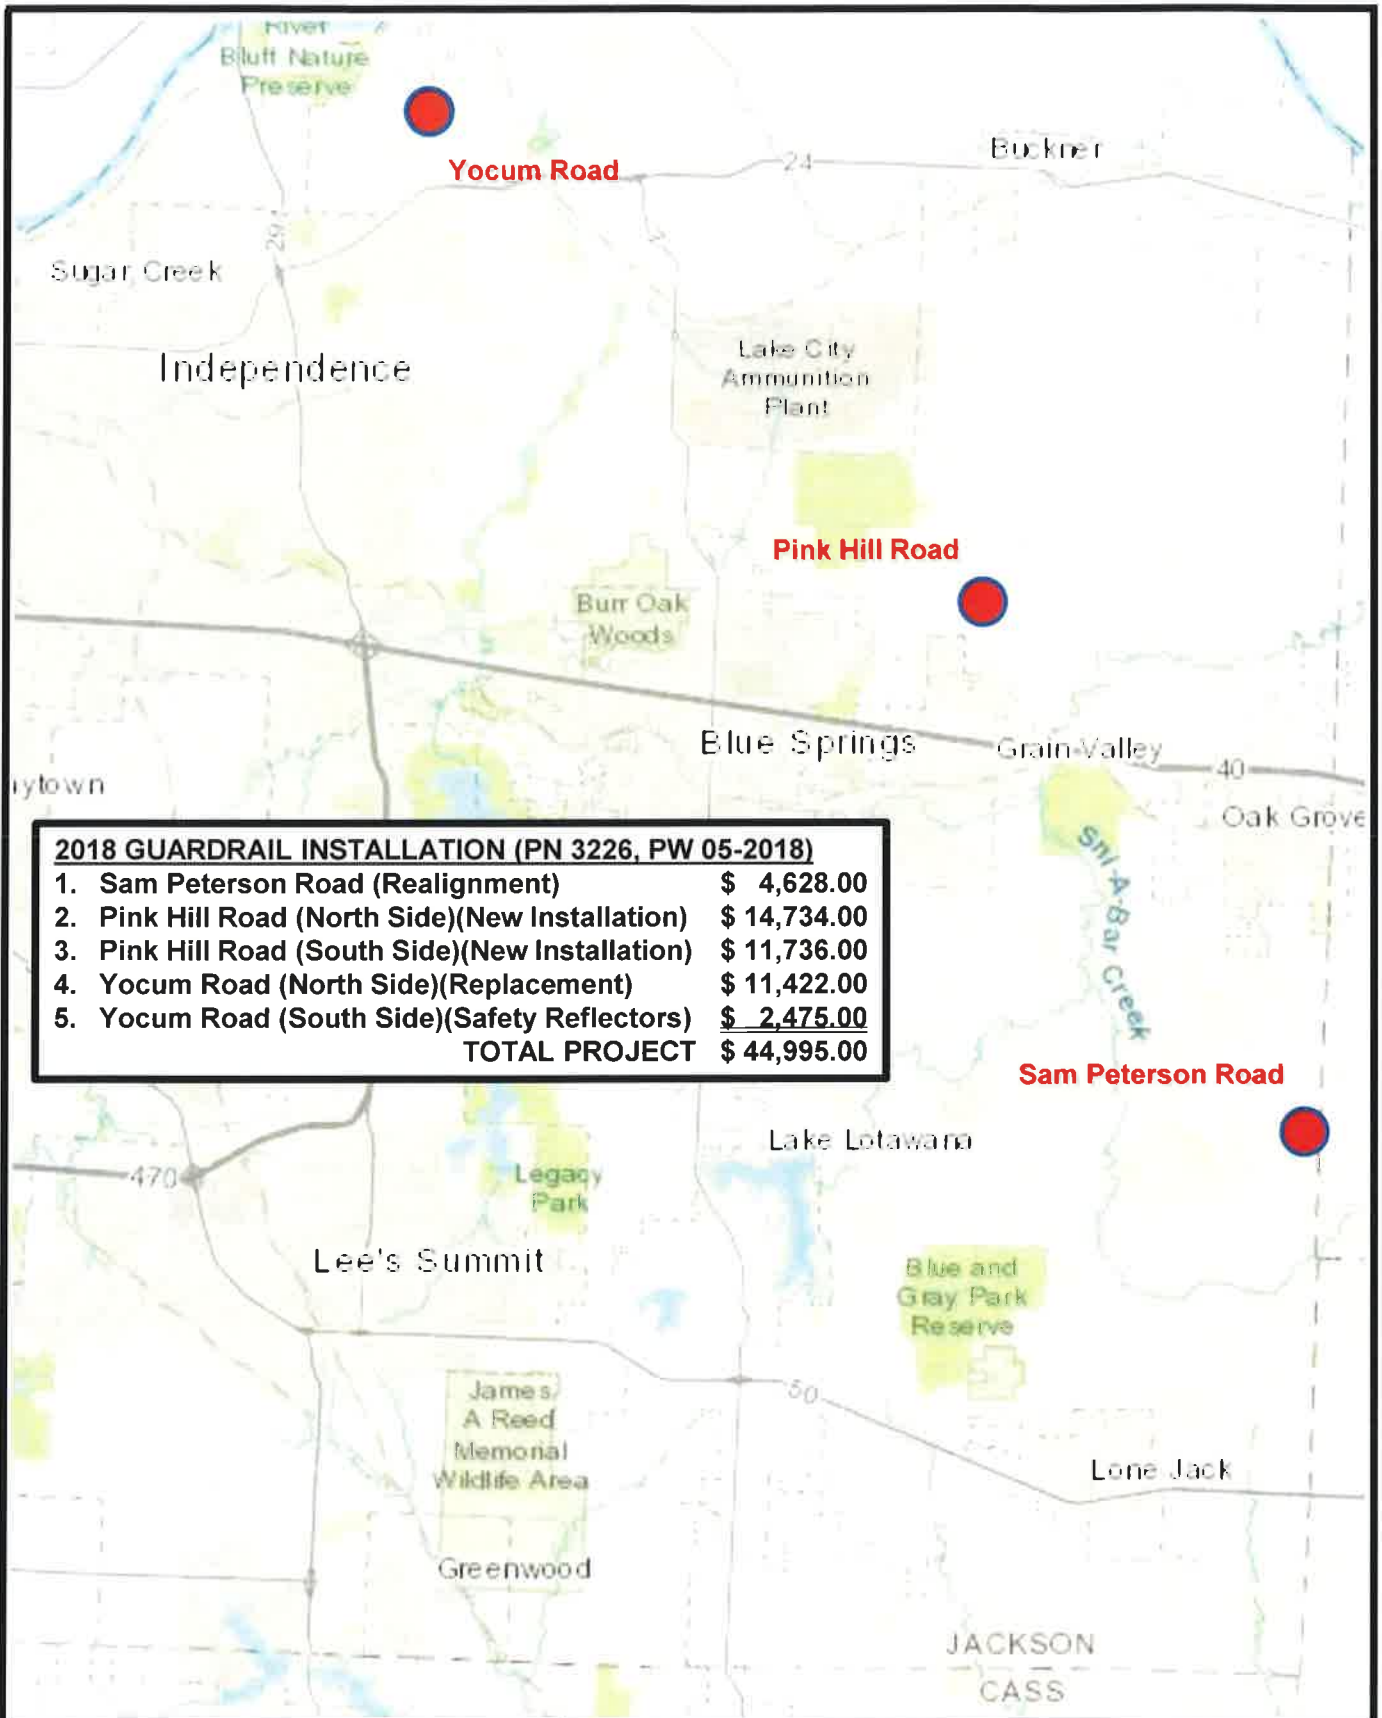 River
Bluff Nature
Preserve
Yocum Road
24
Buckner
291
Sugar Creek
Independence
Lake City
Ammunition
Plant
Pink Hill Road
Burr Oak
Woods
Blue Springs
Grain Valley
40
Oak Grove
aytown
2018 GUARDRAIL INSTALLATION (PN 3226, PW 05-2018)
1. Sam Peterson Road (Realignment) $ 4,628.00
2. Pink Hill Road (North Side)(New Installation) $ 14,734.00
3. Pink Hill Road (South Side)(New Installation) $ 11,736.00
4. Yocum Road (North Side)(Replacement) $ 11,422.00
5. Yocum Road (South Side)(Safety Reflectors) $ 2,475.00
TOTAL PROJECT $ 44,995.00
Sni-A-Bar Creek
Sam Peterson Road
Lake Lotawana
470
Legacy
Park
Lee's Summit
Blue and
Gray Park
Reserve
James
A Reed
Memorial
Wildlife Area
50
Lone Jack
Greenwood
JACKSON
CASS